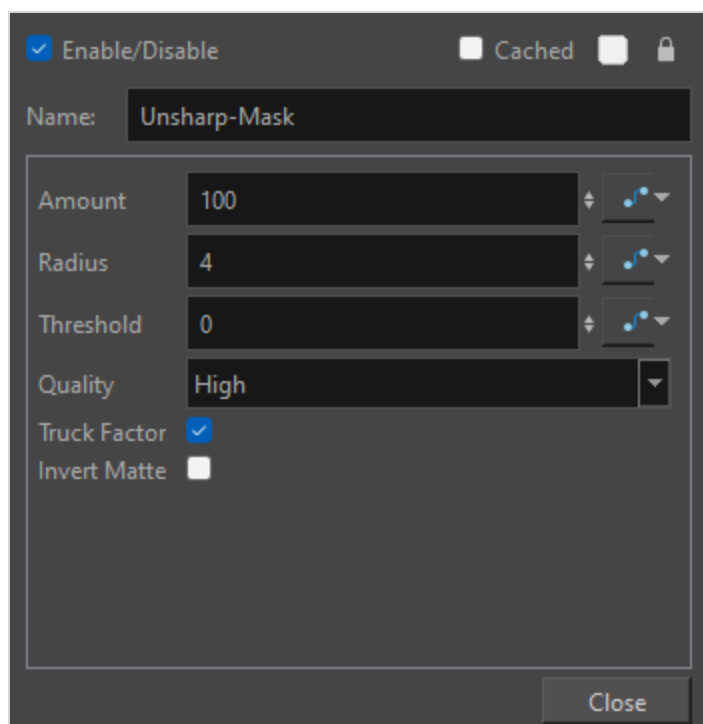 Enable/Disable Cached
Name: Unsharp-Mask
Amount 100
Radius 4
Threshold 0
Quality High
Truck Factor
Invert Matte
Close